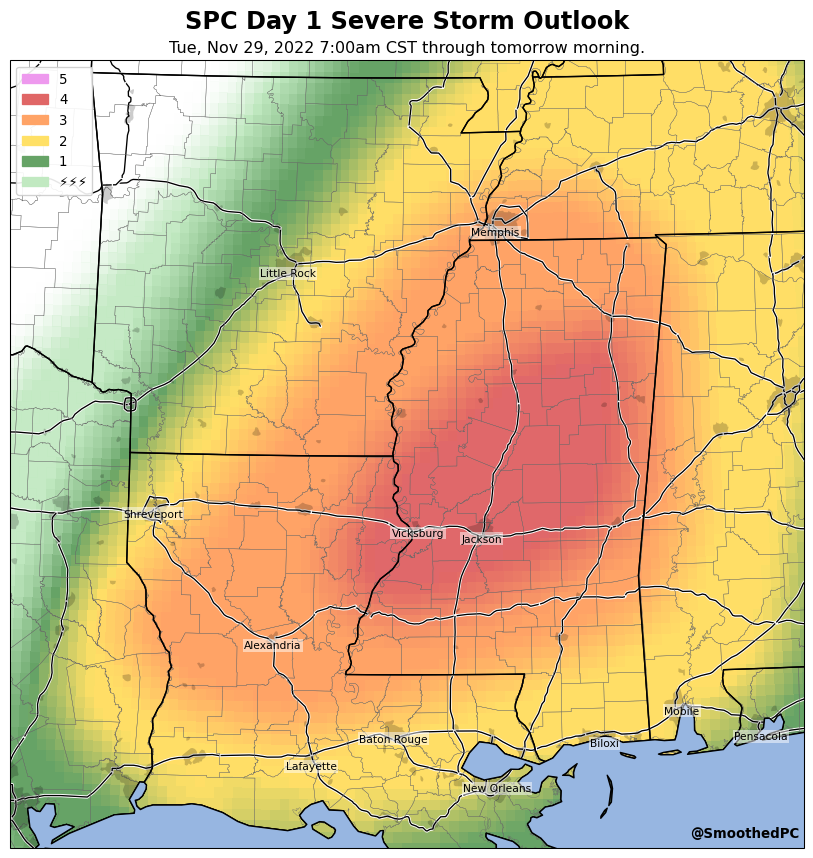 SPC Day 1 Severe Storm Outlook
Tue, Nov 29, 2022 7:00am CST through tomorrow morning.
5
4
3
2
1
⚡⚡⚡
Memphis
Little Rock
Shreveport
Vicksburg
Jackson
Alexandria
Mobile
Baton Rouge
Biloxi
Pensacola
Lafayette
New Orleans
@SmoothedPC